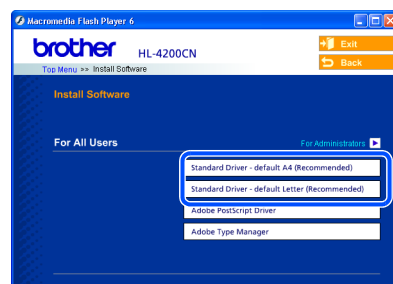 Macromedia Flash Player 6
brother HL-4200CN
Exit
Back
Top Menu >> Install Software
Install Software
For All Users
For Administrators
Standard Driver - default A4 (Recommended)
Standard Driver - default Letter (Recommended)
Adobe PostScript Driver
Adobe Type Manager